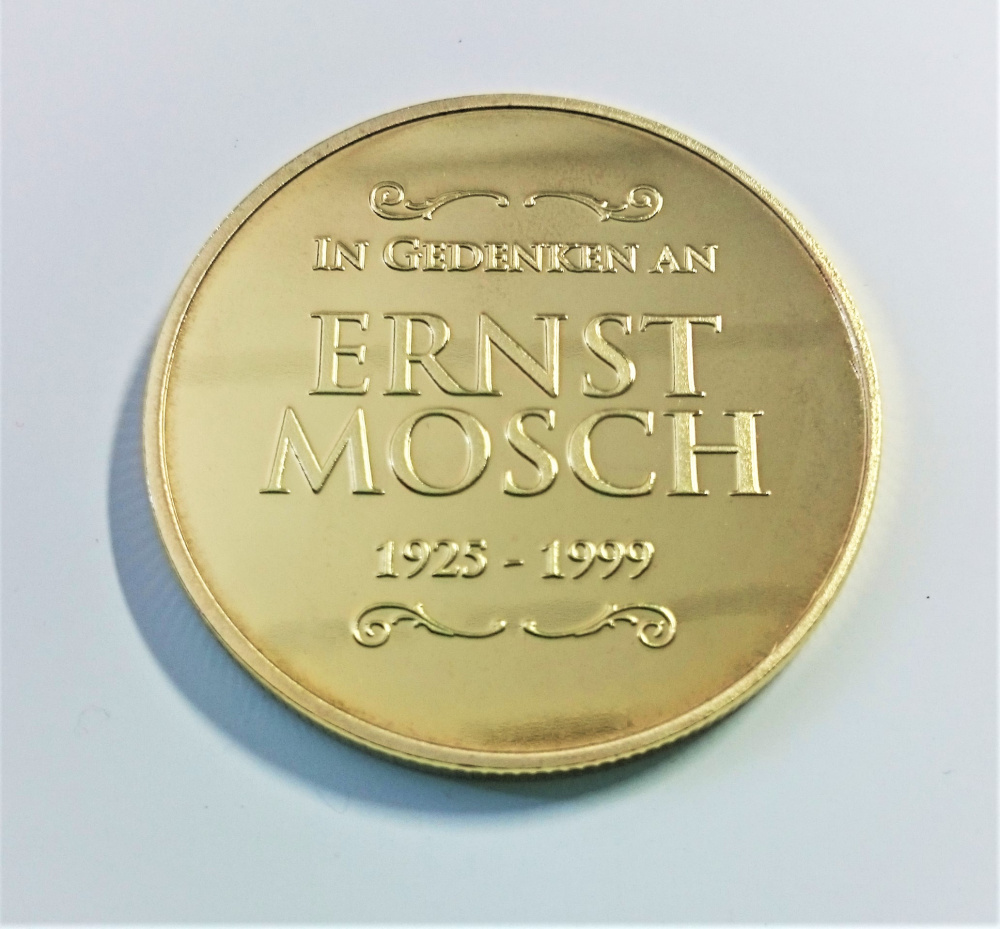 In Gedenken an
ERNST
MOSCH
1925 - 1999